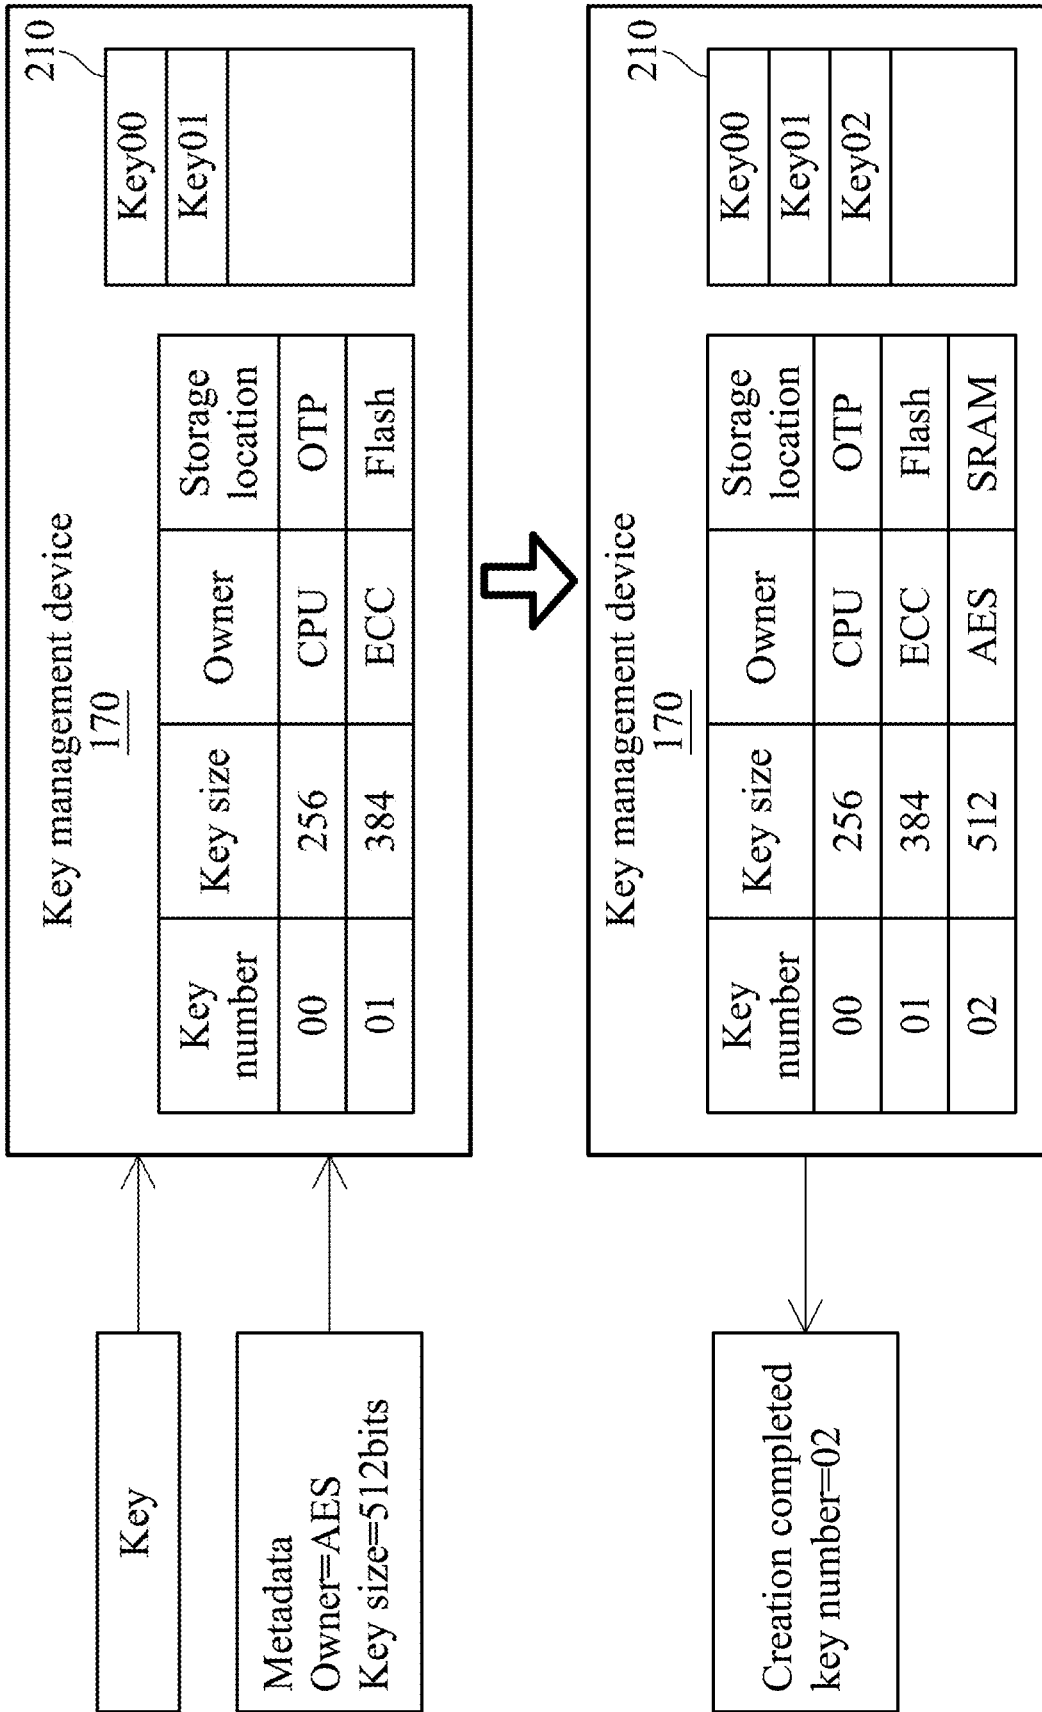 Key
Metadata
Owner=AES
Key size=512bits
Key management device
170
Key number Key size Owner Storage location
00 256 CPU OTP
01 384 ECC Flash
210
Key00
Key01
Creation completed
key number=02
Key management device
170
Key number Key size Owner Storage location
00 256 CPU OTP
01 384 ECC Flash
02 512 AES SRAM
210
Key00
Key01
Key02